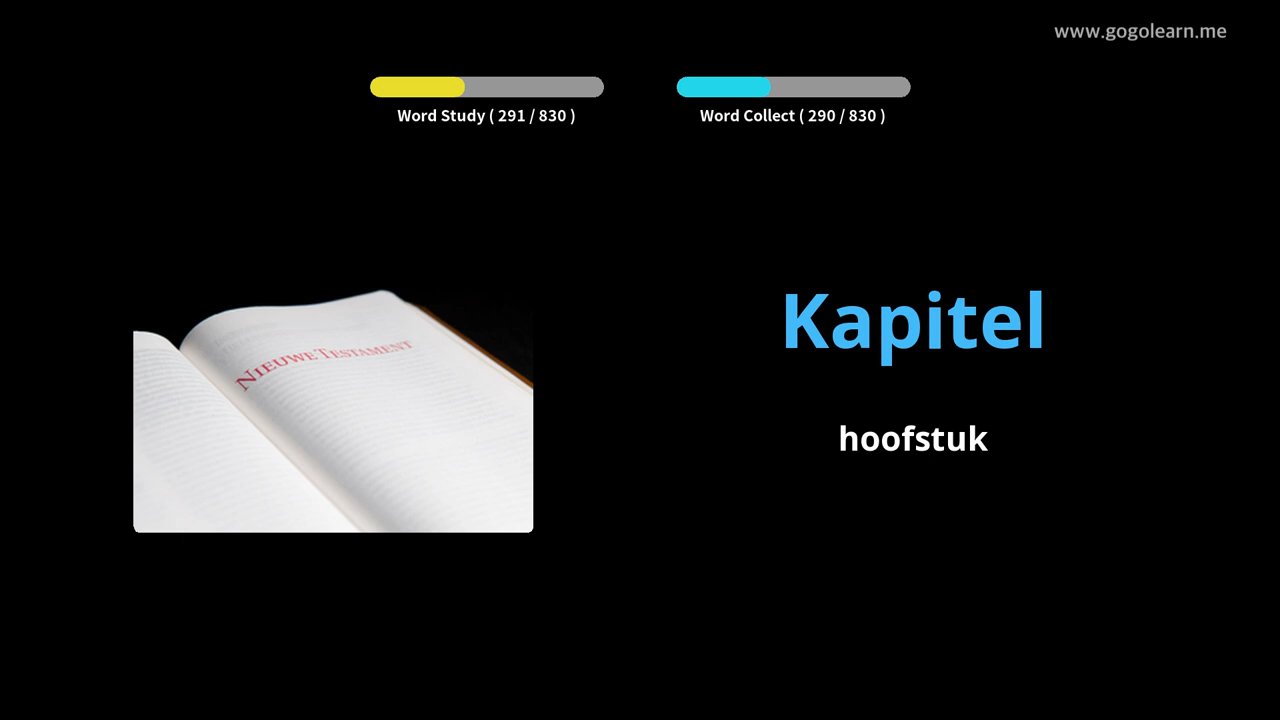 www.gogolearn.me
Word Study ( 291 / 830 )
Word Collect ( 290 / 830 )
NIEUWE TESTAMENT
Kapitel
hoofstuk